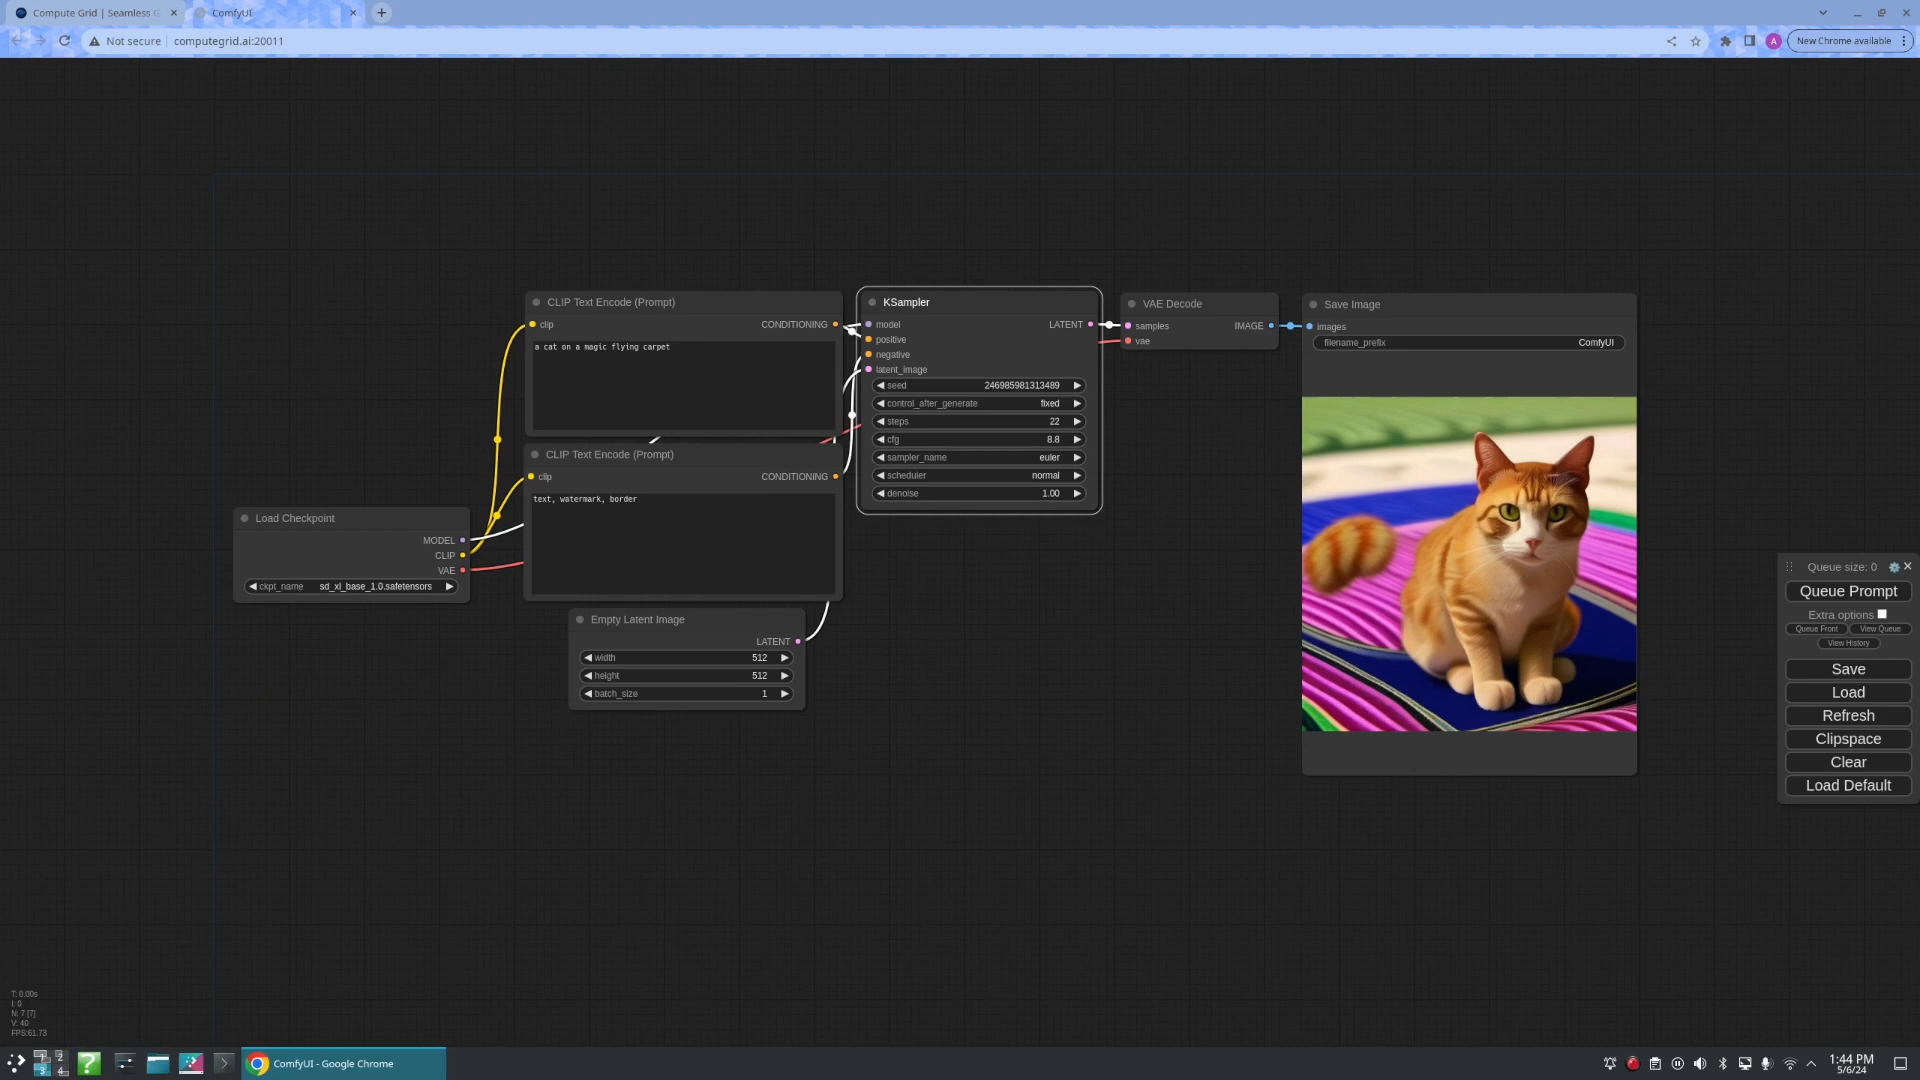 Compute Grid | Seamless G
ComfyUI
Not secure
computegrid.ai:20011
A
New Chrome available
CLIP Text Encode (Prompt)
clip
CONDITIONING
a cat on a magic flying carpet
CLIP Text Encode (Prompt)
clip
CONDITIONING
text, watermark, border
Load Checkpoint
MODEL
CLIP
VAE
ckpt_name
sd_xl_base_1.0.safetensors
Empty Latent Image
LATENT
width 512
height 512
batch_size 1
KSampler
model LATENT
positive
negative
latent_image
seed 246985981313489
control_after_generate fixed
steps 22
cfg 8.8
sampler_name euler
scheduler normal
denoise 1.00
VAE Decode
samples IMAGE
vae
Save Image
images
filename_prefix ComfyUI
Queue size: 0
Queue Prompt
Extra options
Queue Front View Queue
View History
Save
Load
Refresh
Clipspace
Clear
Load Default
T: 0.00s
I: 0
N: 7 [7]
V: 40
FPS:61.73
1 2
3 4
ComfyUI - Google Chrome
1:44 PM
5/6/24